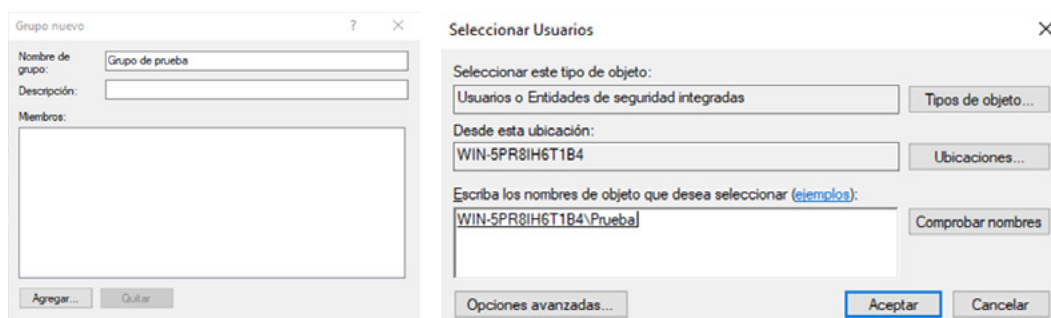 Grupo nuevo
?
Nombre de
grupo:
Grupo de prueba
Descripción:
Miembros:
Agregar...
Quitar
Seleccionar Usuarios
Seleccionar este tipo de objeto:
Usuarios o Entidades de seguridad integradas
Tipos de objeto...
Desde esta ubicación:
WIN-5PR8IH6T1B4
Ubicaciones...
Escriba los nombres de objeto que desea seleccionar (ejemplos):
WIN-5PR8IH6T1B4\Prueba
Comprobar nombres
Opciones avanzadas...
Aceptar
Cancelar